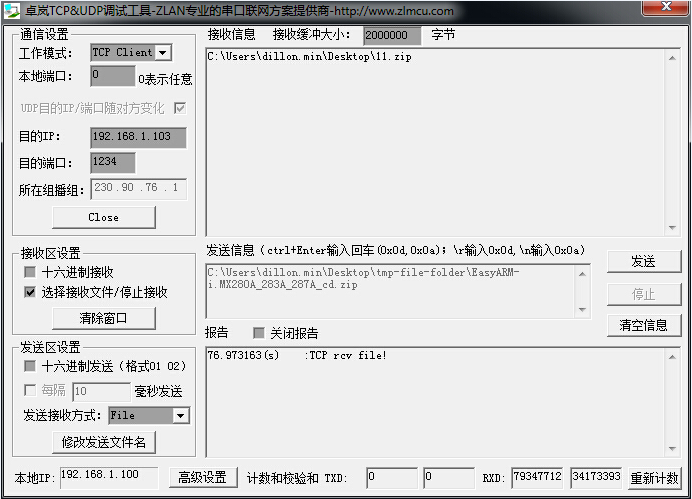 卓岚TCP&UDP调试工具-ZLAN专业的串口联网方案提供商-http://www.zlmcu.com
通信设置
工作模式: TCP Client
本地端口: 0 0表示任意
UDP目的IP/端口随对方变化
目的IP: 192.168.1.103
目的端口: 1234
所在组播组: 230 .90 .76 . 1
Close
接收信息 接收缓冲大小: 2000000 字节
C:\Users\dillon.min\Desktop\11.zip
接收区设置
十六进制接收
选择接收文件/停止接收
清除窗口
发送信息（ctrl+Enter输入回车(0x0d,0x0a); \r输入0x0d,\n输入0x0a)
C:\Users\dillon.min\Desktop\tmp-file-folder\EasyARM-
i.MX280A_283A_287A_cd.zip
发送
停止
清空信息
报告 关闭报告
76.973163(s) :TCP rcv file!
发送区设置
十六进制发送（格式01 02）
每隔 10 毫秒发送
发送接收方式: File
修改发送文件名
本地IP: 192.168.1.100 高级设置 计数和校验和 TXD: 0 0 RXD: 79347712 34173393 重新计数